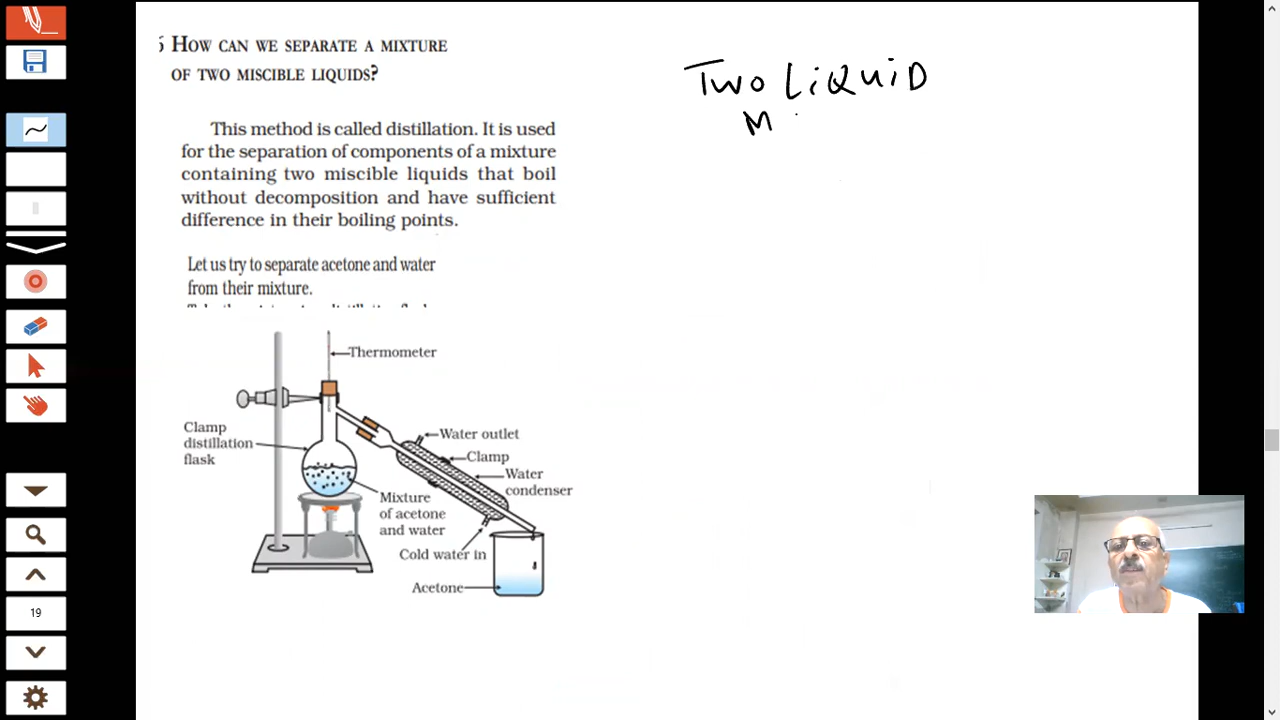 6 HOW CAN WE SEPARATE A MIXTURE
OF TWO MISCIBLE LIQUIDS?
This method is called distillation. It is used
for the separation of components of a mixture
containing two miscible liquids that boil
without decomposition and have sufficient
difference in their boiling points.
Let us try to separate acetone and water
from their mixture.
Thermometer
Clamp
distillation
flask
Water outlet
Clamp
Water
condenser
Mixture
of acetone
and water
Cold water in
Acetone
TWO LiQUiD
M
19